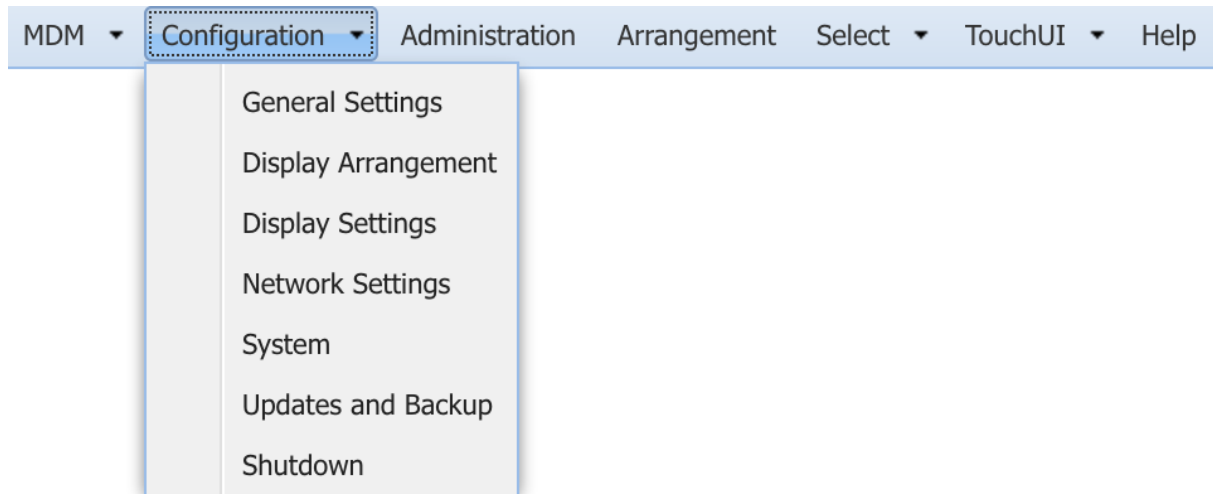 MDM Configuration Administration Arrangement Select TouchUI Help
General Settings
Display Arrangement
Display Settings
Network Settings
System
Updates and Backup
Shutdown